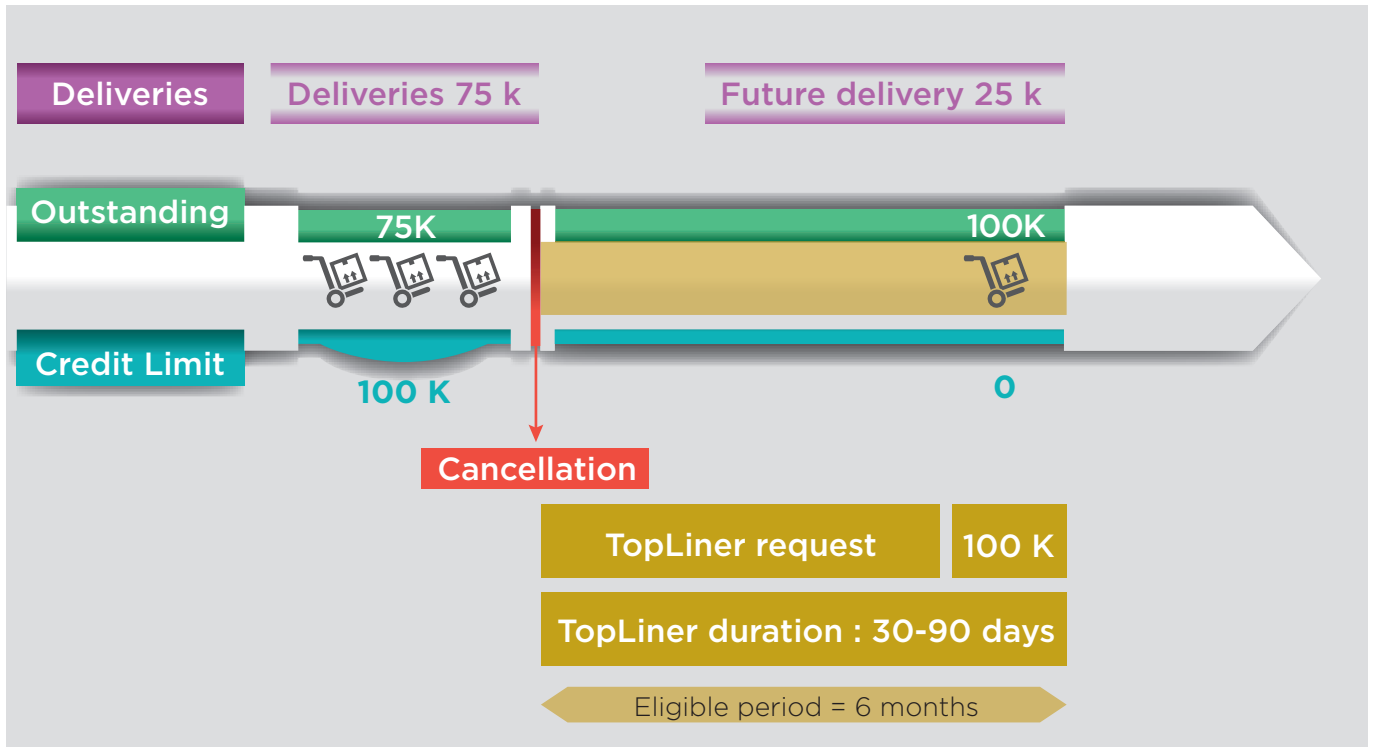 Deliveries
Deliveries 75 k
Future delivery 25 k
Outstanding
75K
100K
Credit Limit
100 K
0
Cancellation
TopLiner request
100 K
TopLiner duration : 30-90 days
Eligible period = 6 months